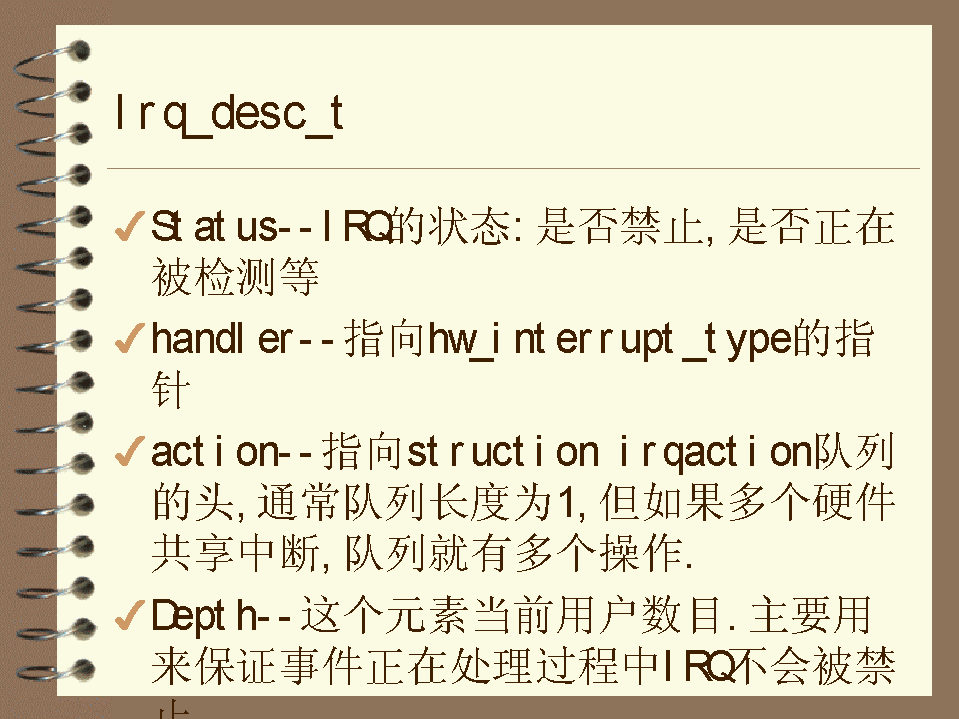 Irq_desc_t
Status--IRQ的状态: 是否禁止, 是否正在
被检测等
handler--指向hw_interrupt_type的指
针
action--指向struction irqaction队列
的头, 通常队列长度为1, 但如果多个硬件
共享中断, 队列就有多个操作.
Depth--这个元素当前用户数目. 主要用
来保证事件正在处理过程中IRQ不会被禁
止